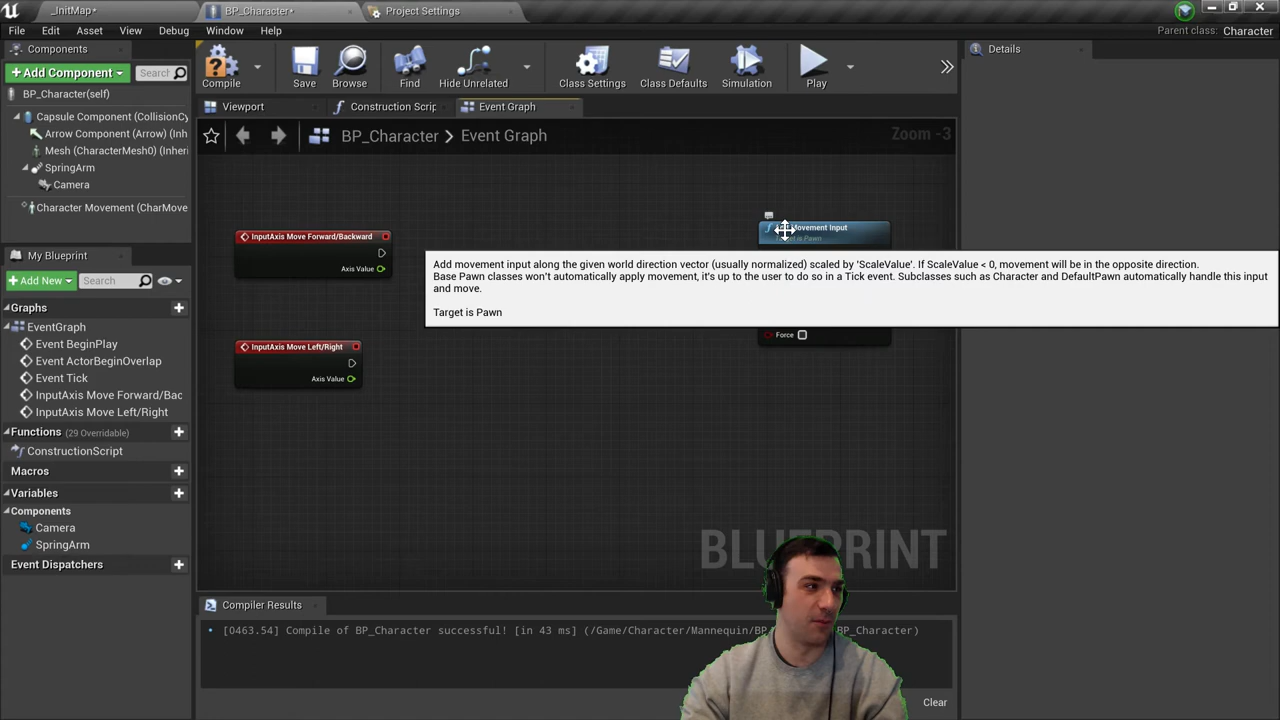 _InitMap*
BP_Character*
Project Settings
File Edit Asset View Debug Window Help
Parent class: Character
Components
+ Add Component
Search
BP_Character(self)
Capsule Component (CollisionCy
Arrow Component (Arrow) (Inh
Mesh (CharacterMesh0) (Inheri
SpringArm
Camera
Character Movement (CharMove
My Blueprint
+ Add New
Search
Graphs
EventGraph
Event BeginPlay
Event ActorBeginOverlap
Event Tick
InputAxis Move Forward/Bac
InputAxis Move Left/Right
Functions (29 Overridable)
ConstructionScript
Macros
Variables
Components
Camera
SpringArm
Event Dispatchers
Compile
Save
Browse
Find
Hide Unrelated
Class Settings
Class Defaults
Simulation
Play
Viewport
Construction Scrip
Event Graph
BP_Character > Event Graph
Zoom -3
InputAxis Move Forward/Backward
Axis Value
InputAxis Move Left/Right
Axis Value
Movement Input
Target is Pawn
Add movement input along the given world direction vector (usually normalized) scaled by 'ScaleValue'. If ScaleValue < 0, movement will be in the opposite direction.
Base Pawn classes won't automatically apply movement, it's up to the user to do so in a Tick event. Subclasses such as Character and DefaultPawn automatically handle this input
and move.
Target is Pawn
Force
BLUEPRINT
Compiler Results
[0463.54] Compile of BP_Character successful! [in 43 ms] (/Game/Character/Mannequin/BP_
BP_Character)
Clear
Details